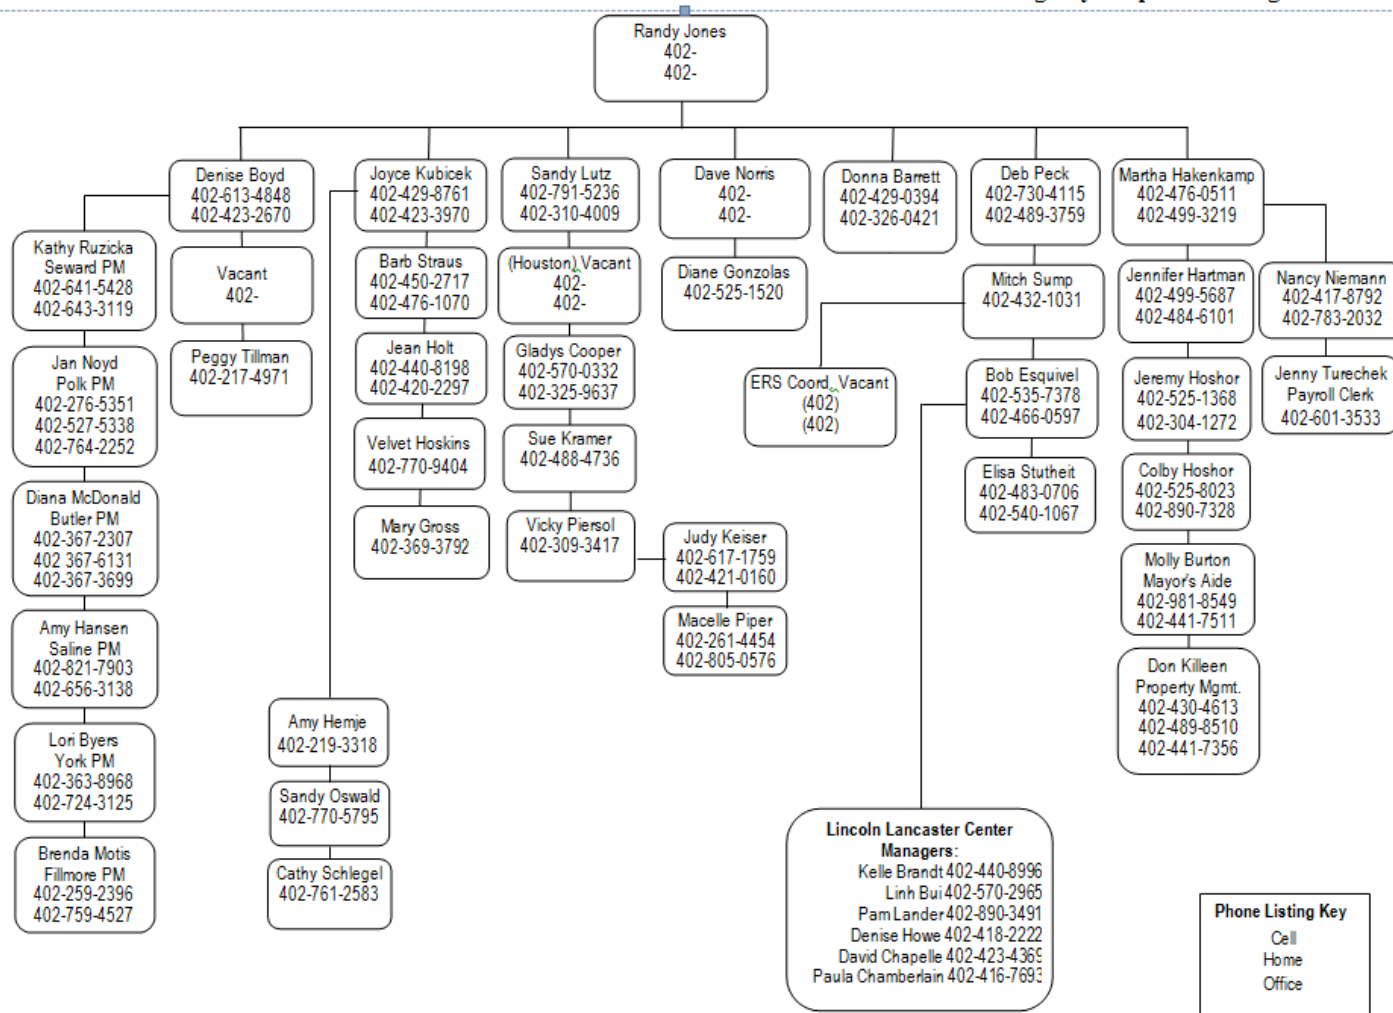 Randy Jones
402-
402-
Denise Boyd
402-613-4848
402-423-2670
Kathy Ruzicka
Seward PM
402-641-5428
402-643-3119
Jan Noyd
Polk PM
402-276-5351
402-527-5338
402-764-2252
Diana McDonald
Butler PM
402-367-2307
402 367-6131
402-367-3699
Amy Hansen
Saline PM
402-821-7903
402-656-3138
Lori Byers
York PM
402-363-8968
402-724-3125
Brenda Motis
Fillmore PM
402-259-2396
402-759-4527
Vacant
402-
Peggy Tillman
402-217-4971
Joyce Kubicek
402-429-8761
402-423-3970
Barb Straus
402-450-2717
402-476-1070
Jean Holt
402-440-8198
402-420-2297
Velvet Hoskins
402-770-9404
Mary Gross
402-369-3792
Amy Hemje
402-219-3318
Sandy Oswald
402-770-5795
Cathy Schlegel
402-761-2583
Sandy Lutz
402-791-5236
402-310-4009
(Houston) Vacant
402-
402-
Gladys Cooper
402-570-0332
402-325-9637
Sue Kramer
402-488-4736
Vicky Piersol
402-309-3417
Judy Keiser
402-617-1759
402-421-0160
Macelle Piper
402-261-4454
402-805-0576
Dave Norris
402-
402-
Diane Gonzolas
402-525-1520
Donna Barrett
402-429-0394
402-326-0421
Deb Peck
402-730-4115
402-489-3759
Mitch Sump
402-432-1031
ERS Coord. Vacant
(402)
(402)
Bob Esquivel
402-535-7378
402-466-0597
Elisa Stutheit
402-483-0706
402-540-1067
Lincoln Lancaster Center
Managers:
Kelle Brandt 402-440-8996
Linh Bui 402-570-2965
Pam Lander 402-890-3491
Denise Howe 402-418-2222
David Chapelle 402-423-4369
Paula Chamberlain 402-416-7693
Martha Hakenkamp
402-476-0511
402-499-3219
Jennifer Hartman
402-499-5687
402-484-6101
Jeremy Hoshor
402-525-1368
402-304-1272
Colby Hoshor
402-525-8023
402-890-7328
Molly Burton
Mayor's Aide
402-981-8549
402-441-7511
Don Killeen
Property Mgmt.
402-430-4613
402-489-8510
402-441-7356
Nancy Niemann
402-417-8792
402-783-2032
Jenny Turechek
Payroll Clerk
402-601-3533
Phone Listing Key
Cell
Home
Office